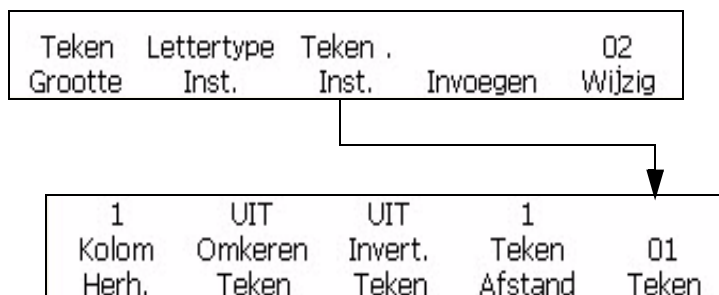 Teken Lettertype Teken . 02
Grootte Inst. Inst. Invoegen Wijzig
1 UIT UIT 1
Kolom Omkeren Invert. Teken 01
Herh. Teken Teken Afstand Teken